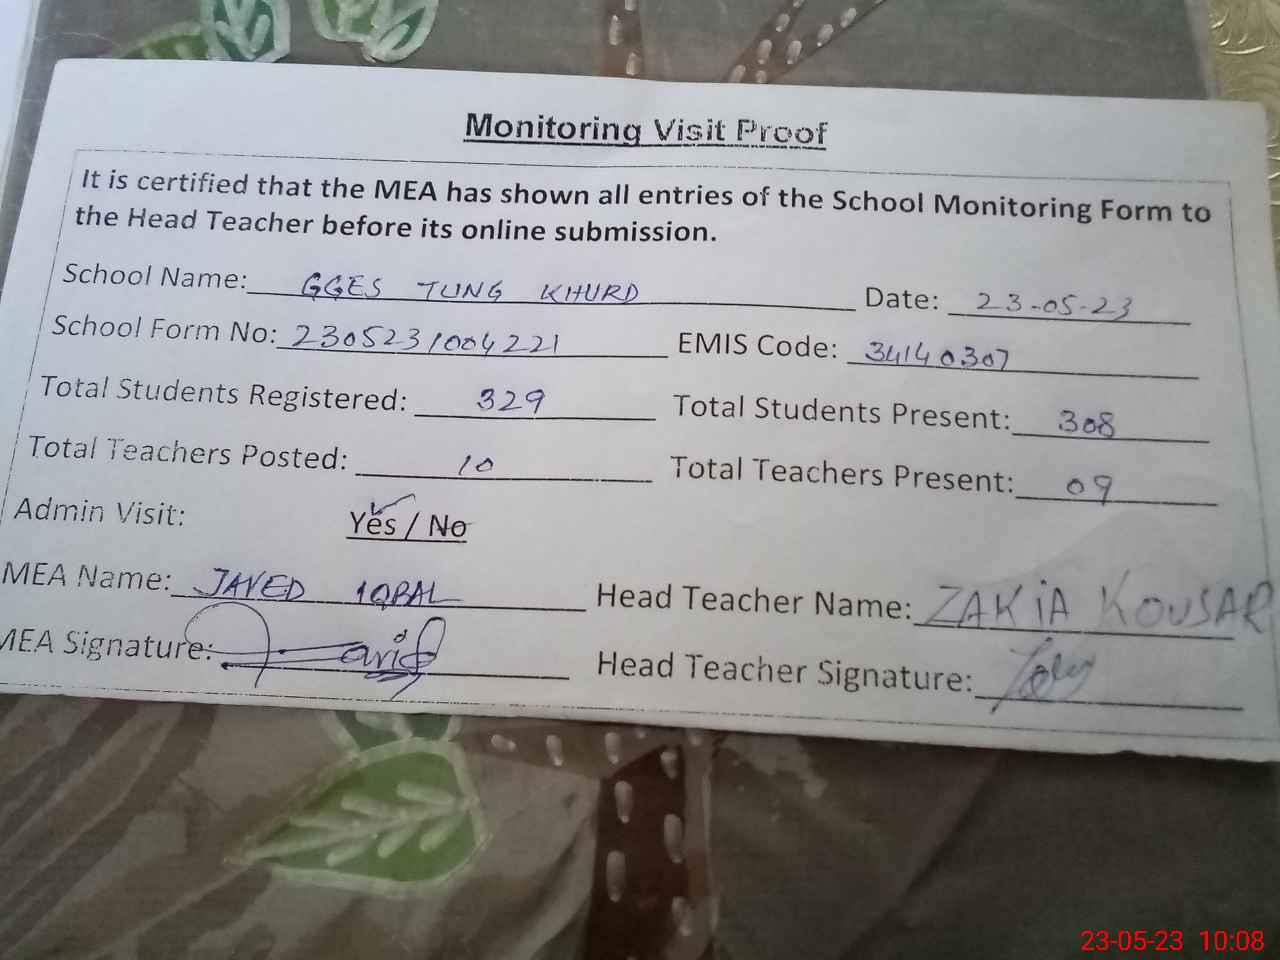 Monitoring Visit Proof
It is certified that the MEA has shown all entries of the School Monitoring Form to
the Head Teacher before its online submission.
School Name: GGES TUNG KHURD Date: 23-05-23
School Form No: 2305231004221 EMIS Code: 34140307
Total Students Registered: 329 Total Students Present: 308
Total Teachers Posted: 10 Total Teachers Present: 09
Admin Visit: Yes / No
MEA Name: JAVED IQBAL Head Teacher Name: ZAKIA KOUSAR
MEA Signature: Head Teacher Signature:
23-05-23 10:08